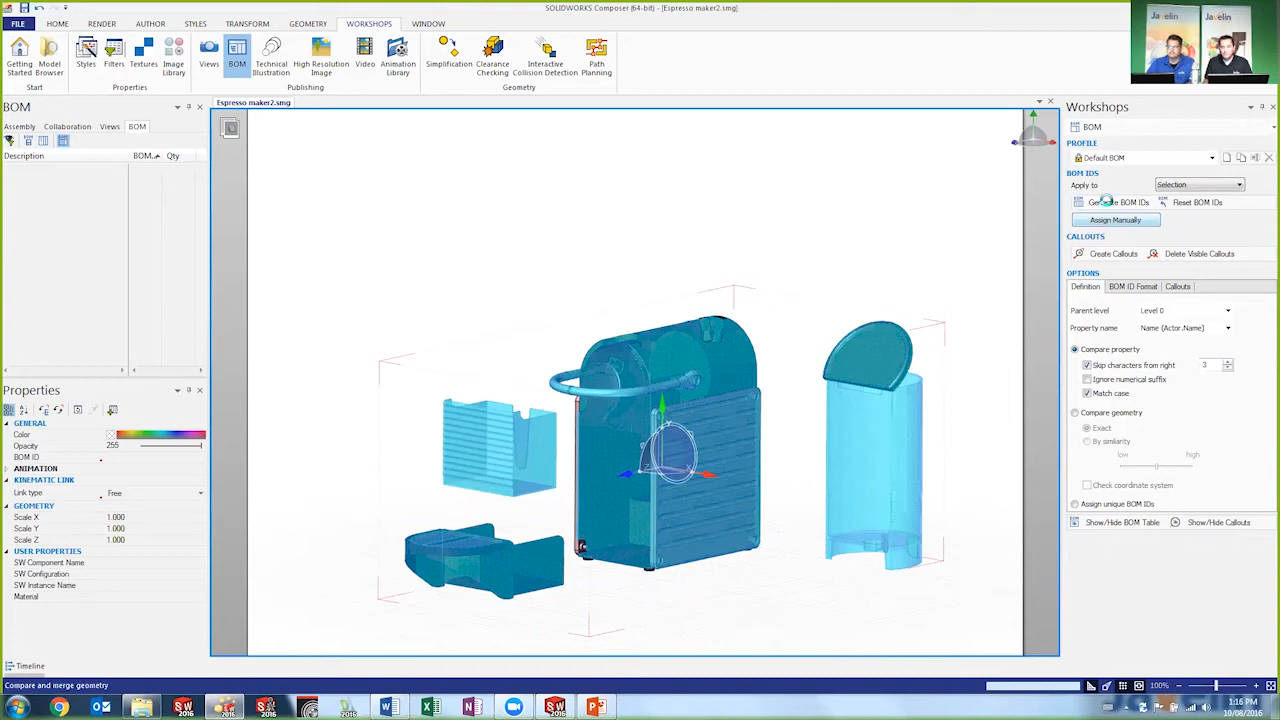 SOLIDWORKS Composer (64-bit) - [Espresso maker2.smg]
FILE HOME RENDER AUTHOR STYLES TRANSFORM GEOMETRY WORKSHOPS WINDOW
Getting Started
Model Browser
Styles
Filters
Textures
Image Library
Views
BOM
Technical Illustration
High Resolution Image
Video
Animation Library
Simplification
Clearance Checking
Interactive Collision Detection
Path Planning
Start
Properties
Publishing
Geometry
Javelin
Javelin
BOM
Espresso maker2.smg
Assembly Collaboration Views BOM
Description BOM... Qty
Properties
GENERAL
Color
Opacity 255
BOM ID
ANIMATION
KINEMATIC LINK
Link type Free
GEOMETRY
Scale X 1.000
Scale Y 1.000
Scale Z 1.000
USER PROPERTIES
SW Component Name
SW Configuration
SW Instance Name
Material
Timeline
Workshops
BOM
PROFILE
Default BOM
BOM IDS
Apply to Selection
Generate BOM IDs Reset BOM IDs
Assign Manually
CALLOUTS
Create Callouts Delete Visible Callouts
OPTIONS
Definition BOM ID Format Callouts
Parent level Level 0
Property name Name (Actor.Name)
Compare property
Skip characters from right 3
Ignore numerical suffix
Match case
Compare geometry
Exact
By similarity
low high
Check coordinate system
Assign unique BOM IDs
Show/Hide BOM Table Show/Hide Callouts
Compare and merge geometry
100%
1:16 PM
10/08/2016